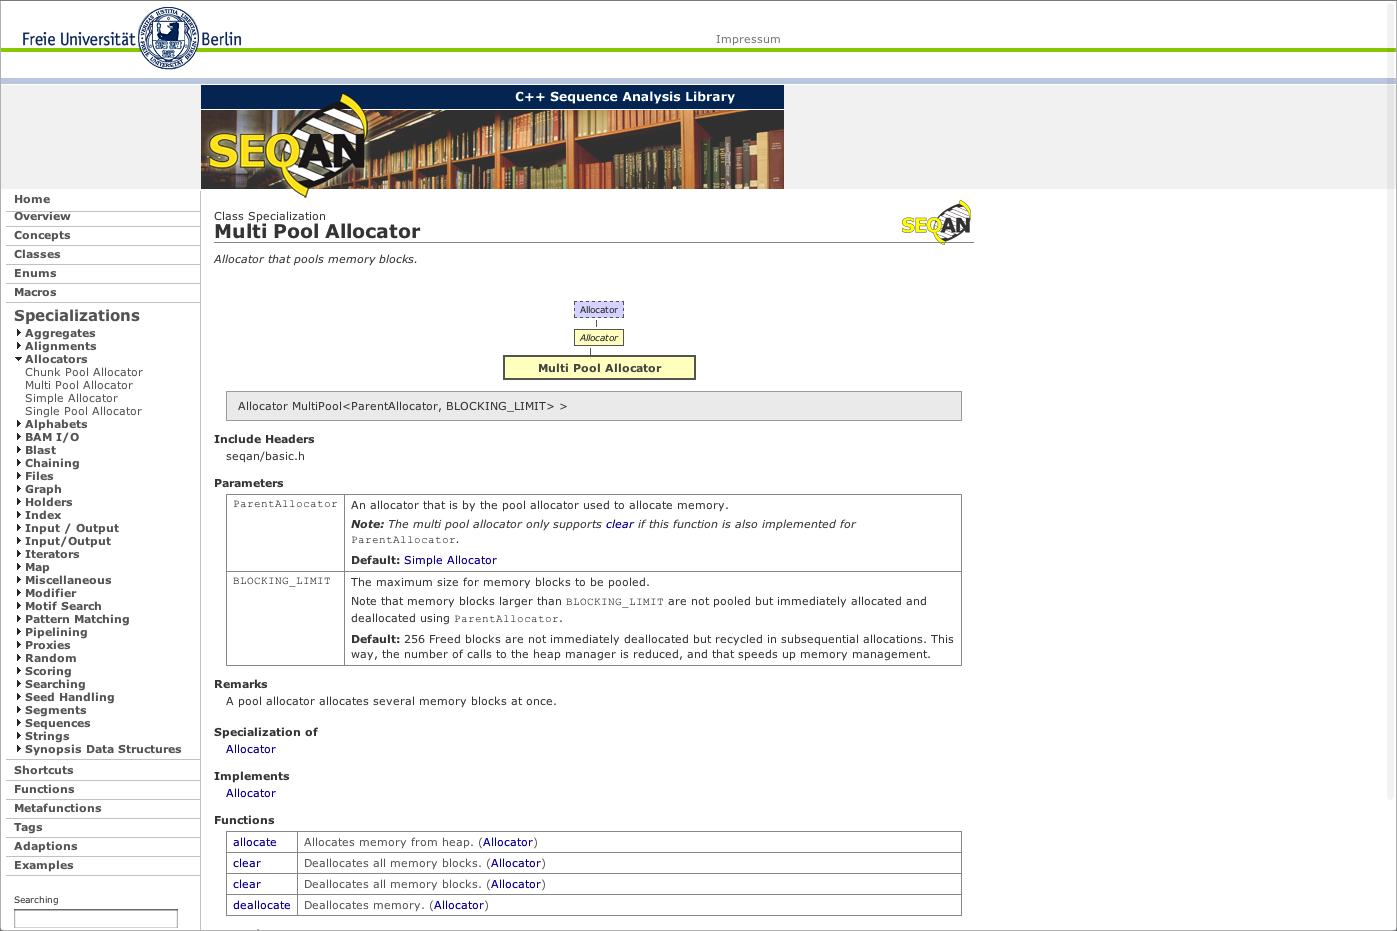 Freie Universität Berlin
Impressum
C++ Sequence Analysis Library
SEQAN
Home
Overview
Concepts
Classes
Enums
Macros
Specializations
Aggregates
Alignments
Allocators
Chunk Pool Allocator
Multi Pool Allocator
Simple Allocator
Single Pool Allocator
Alphabets
BAM I/O
Blast
Chaining
Files
Graph
Holders
Index
Input / Output
Input/Output
Iterators
Map
Miscellaneous
Modifier
Motif Search
Pattern Matching
Pipelining
Proxies
Random
Scoring
Searching
Seed Handling
Segments
Sequences
Strings
Synopsis Data Structures
Shortcuts
Functions
Metafunctions
Tags
Adaptions
Examples
Searching
Class Specialization
Multi Pool Allocator
SEQAN
Allocator that pools memory blocks.
Allocator
Allocator
Multi Pool Allocator
Allocator MultiPool<ParentAllocator, BLOCKING_LIMIT> >
Include Headers
seqan/basic.h
Parameters
ParentAllocator
An allocator that is by the pool allocator used to allocate memory.
Note: The multi pool allocator only supports clear if this function is also implemented for
ParentAllocator.
Default: Simple Allocator
BLOCKING_LIMIT
The maximum size for memory blocks to be pooled.
Note that memory blocks larger than BLOCKING_LIMIT are not pooled but immediately allocated and
deallocated using ParentAllocator.
Default: 256 Freed blocks are not immediately deallocated but recycled in subsequential allocations. This
way, the number of calls to the heap manager is reduced, and that speeds up memory management.
Remarks
A pool allocator allocates several memory blocks at once.
Specialization of
Allocator
Implements
Allocator
Functions
allocate Allocates memory from heap. (Allocator)
clear Deallocates all memory blocks. (Allocator)
clear Deallocates all memory blocks. (Allocator)
deallocate Deallocates memory. (Allocator)